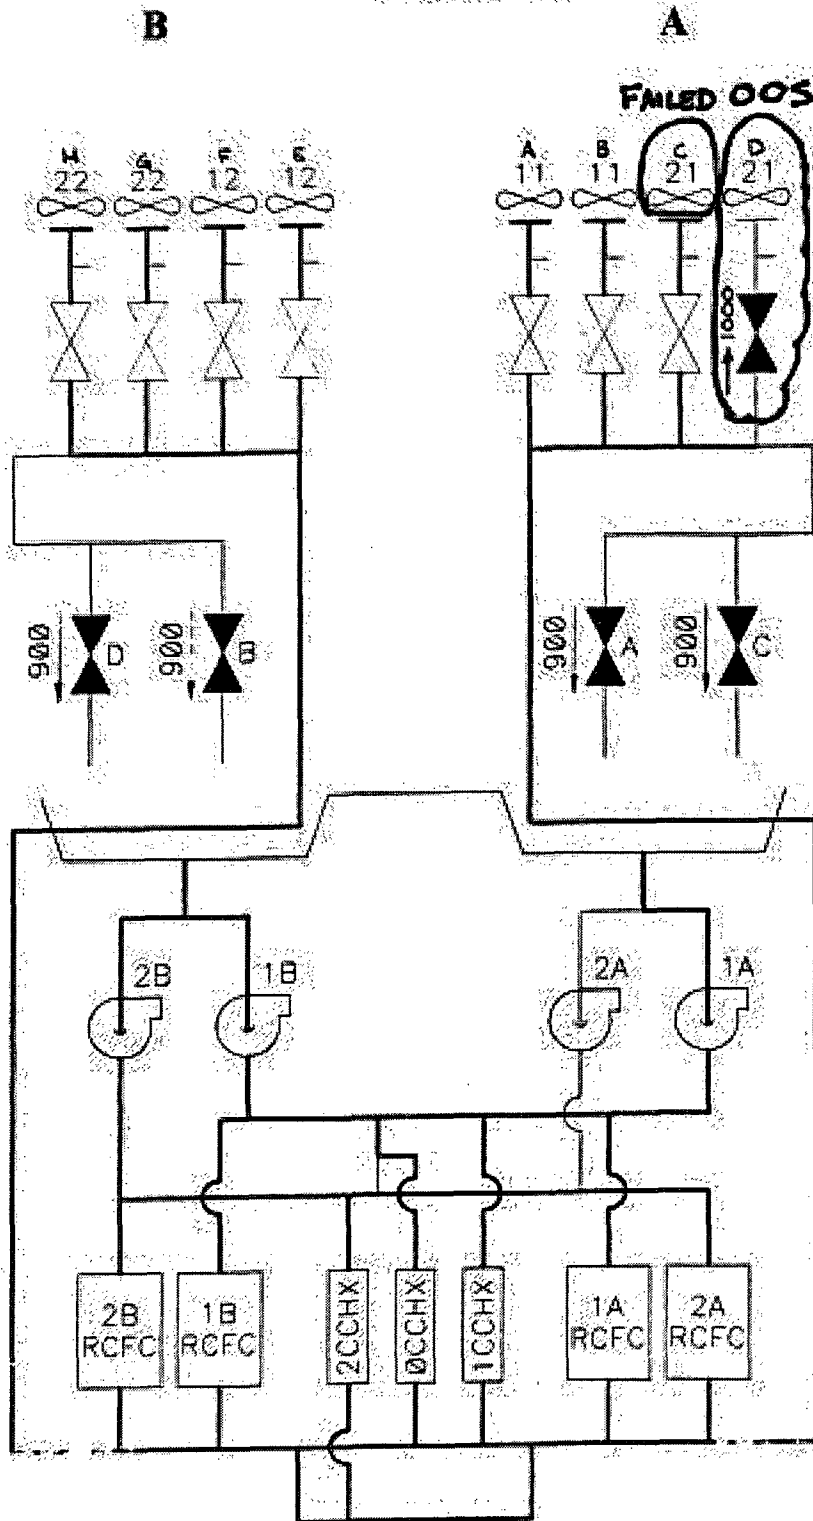 B A
FAILED OOS
H G F E A B C D
22 22 12 12 11 11 21 21
1000
900 D 900 B 900 A 900 C
2B 1B 2A 1A
2B RCFC
1B RCFC
2CCHX
0CCHX
1CCHX
1A RCFC
2A RCFC